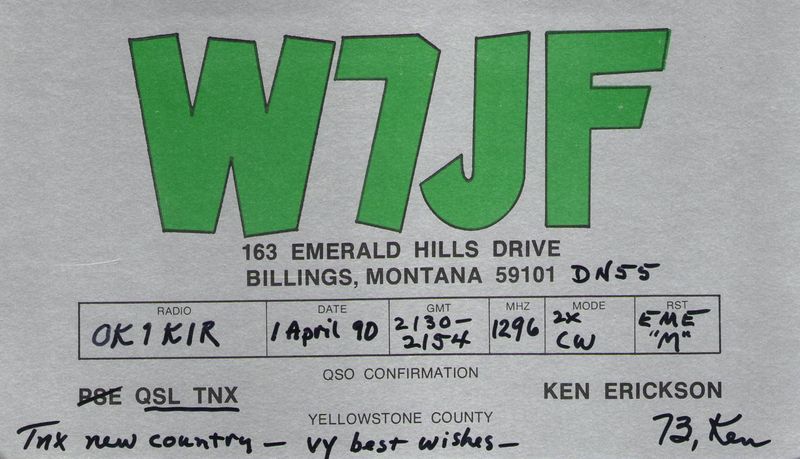 W7JF
163 EMERALD HILLS DRIVE
BILLINGS, MONTANA 59101 DN55
RADIO DATE GMT MHZ MODE RST
OK1KIR 1 April 90 2130-2154 1296 2x CW EME "M"
QSO CONFIRMATION
PSE QSL TNX KEN ERICKSON
YELLOWSTONE COUNTY
Tnx new country - vy best wishes - 73, Ken